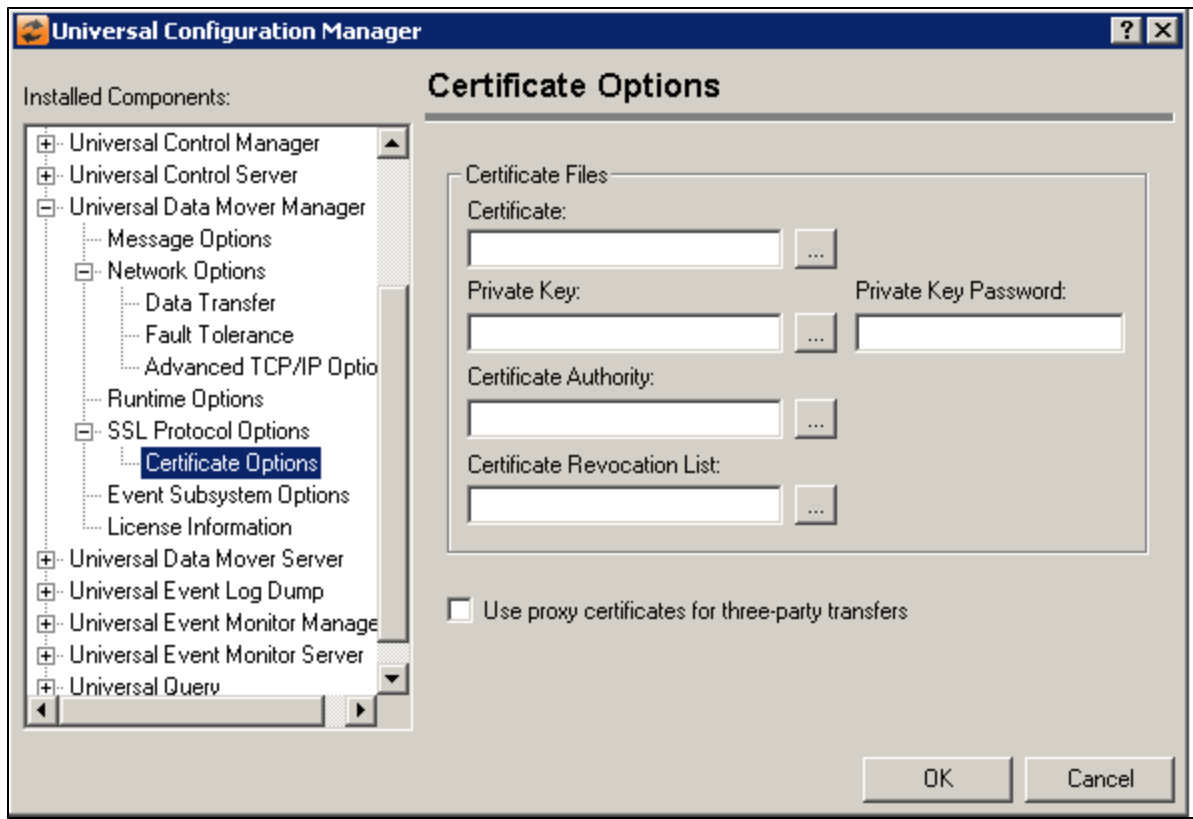 Universal Configuration Manager
?
Installed Components:
Universal Control Manager
Universal Control Server
Universal Data Mover Manager
Message Options
Network Options
Data Transfer
Fault Tolerance
Advanced TCP/IP Optio
Runtime Options
SSL Protocol Options
Certificate Options
Event Subsystem Options
License Information
Universal Data Mover Server
Universal Event Log Dump
Universal Event Monitor Manage
Universal Event Monitor Server
Universal Query
Certificate Options
Certificate Files
Certificate:
...
Private Key:
Private Key Password:
...
Certificate Authority:
...
Certificate Revocation List:
...
Use proxy certificates for three-party transfers
OK
Cancel